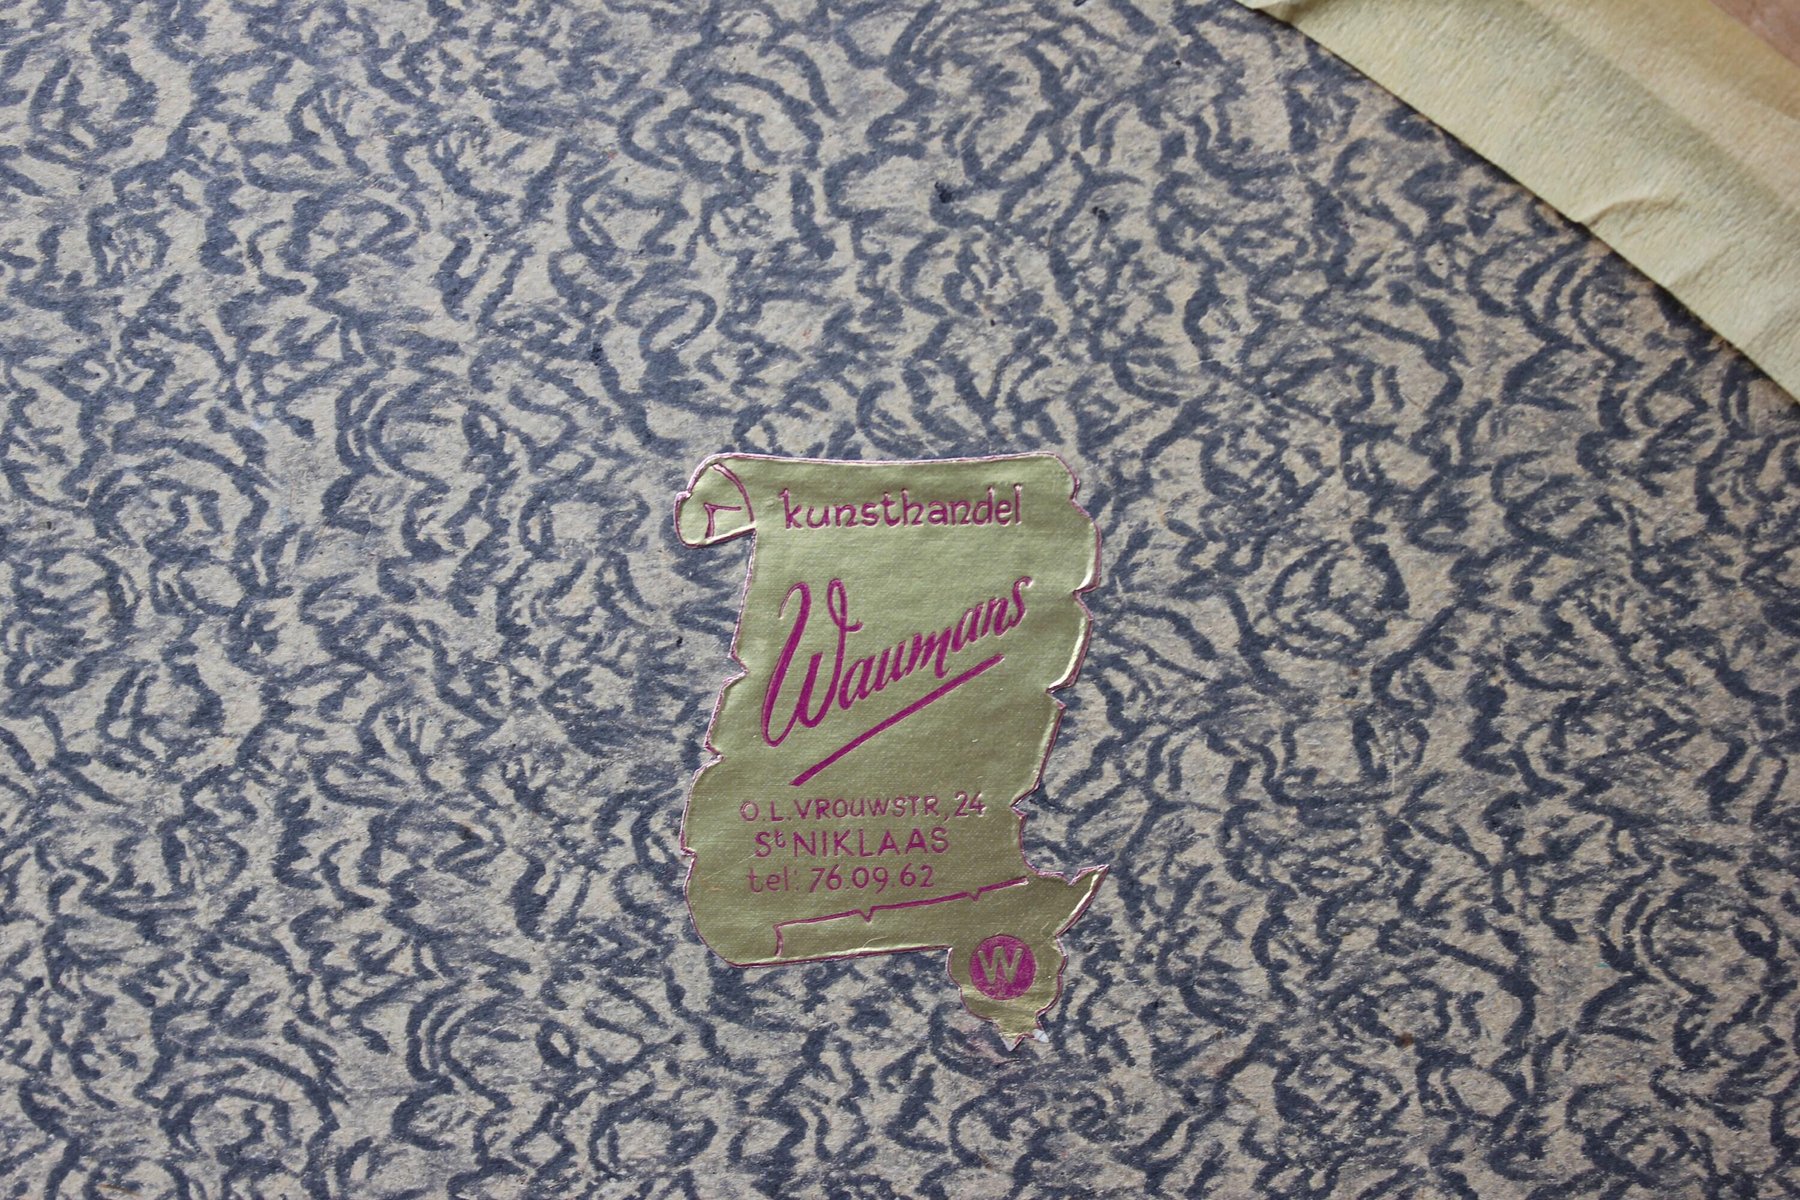 kunsthandel
Waumans
O.L.VROUWSTR, 24
St NIKLAAS
tel: 76.09.62
W